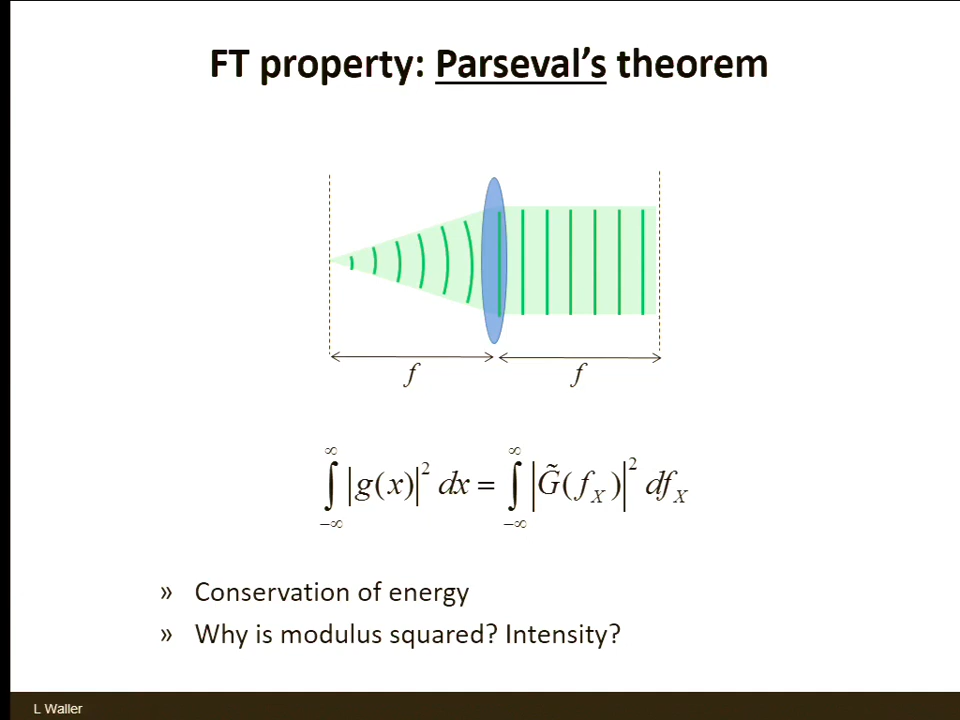 FT property: Parseval's theorem
f f
∫_{-∞}^{∞} |g(x)|² dx = ∫_{-∞}^{∞} |G̃(f_X)|² df_X
» Conservation of energy
» Why is modulus squared? Intensity?
L Waller